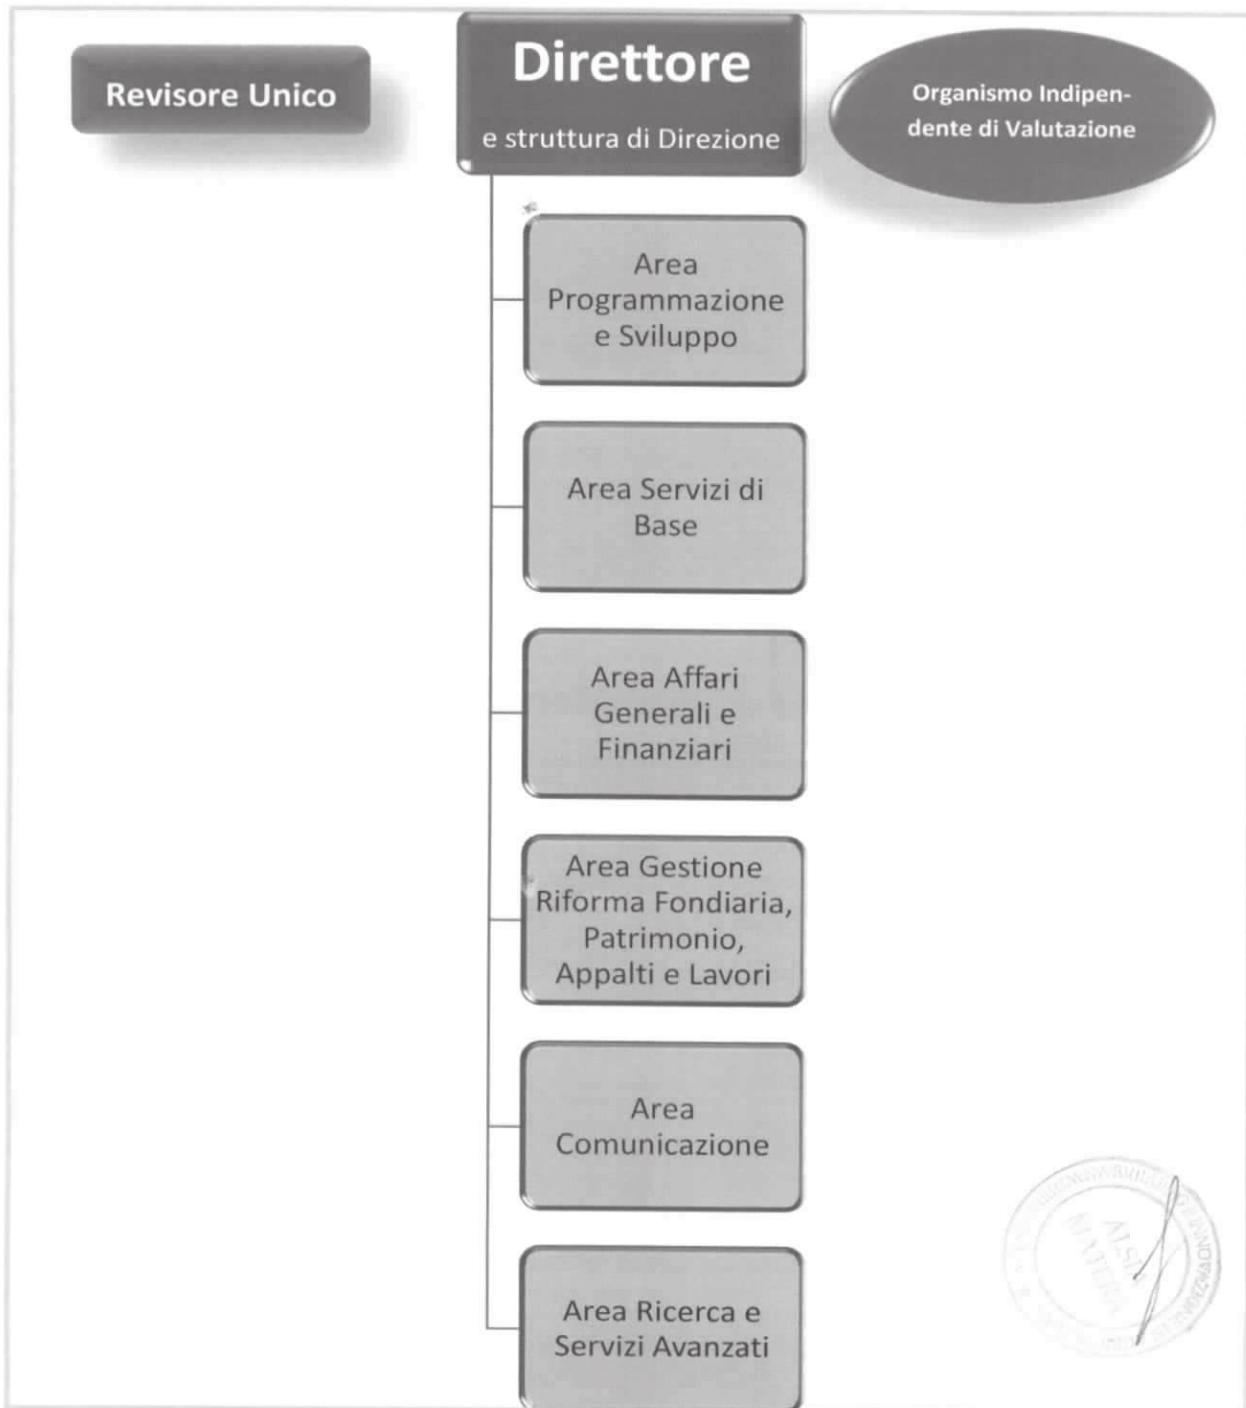 Revisore Unico
Direttore
e struttura di Direzione
Organismo Indipen-
dente di Valutazione
Area
Programmazione
e Sviluppo
Area Servizi di
Base
Area Affari
Generali e
Finanziari
Area Gestione
Riforma Fondiaria,
Patrimonio,
Appalti e Lavori
Area
Comunicazione
Area Ricerca e
Servizi Avanzati
MATERA